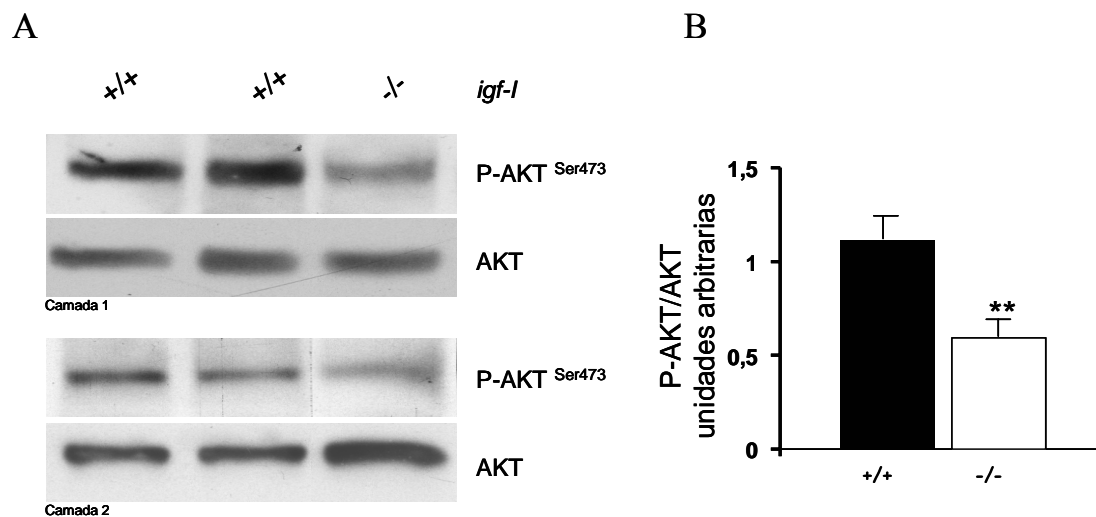 A
+/+ +/+ -/- igf-I
P-AKT Ser473
AKT
Camada 1
P-AKT Ser473
AKT
Camada 2
B
P-AKT/AKT
unidades arbitrarias
1,5
1
0,5
0
**
+/+ -/-